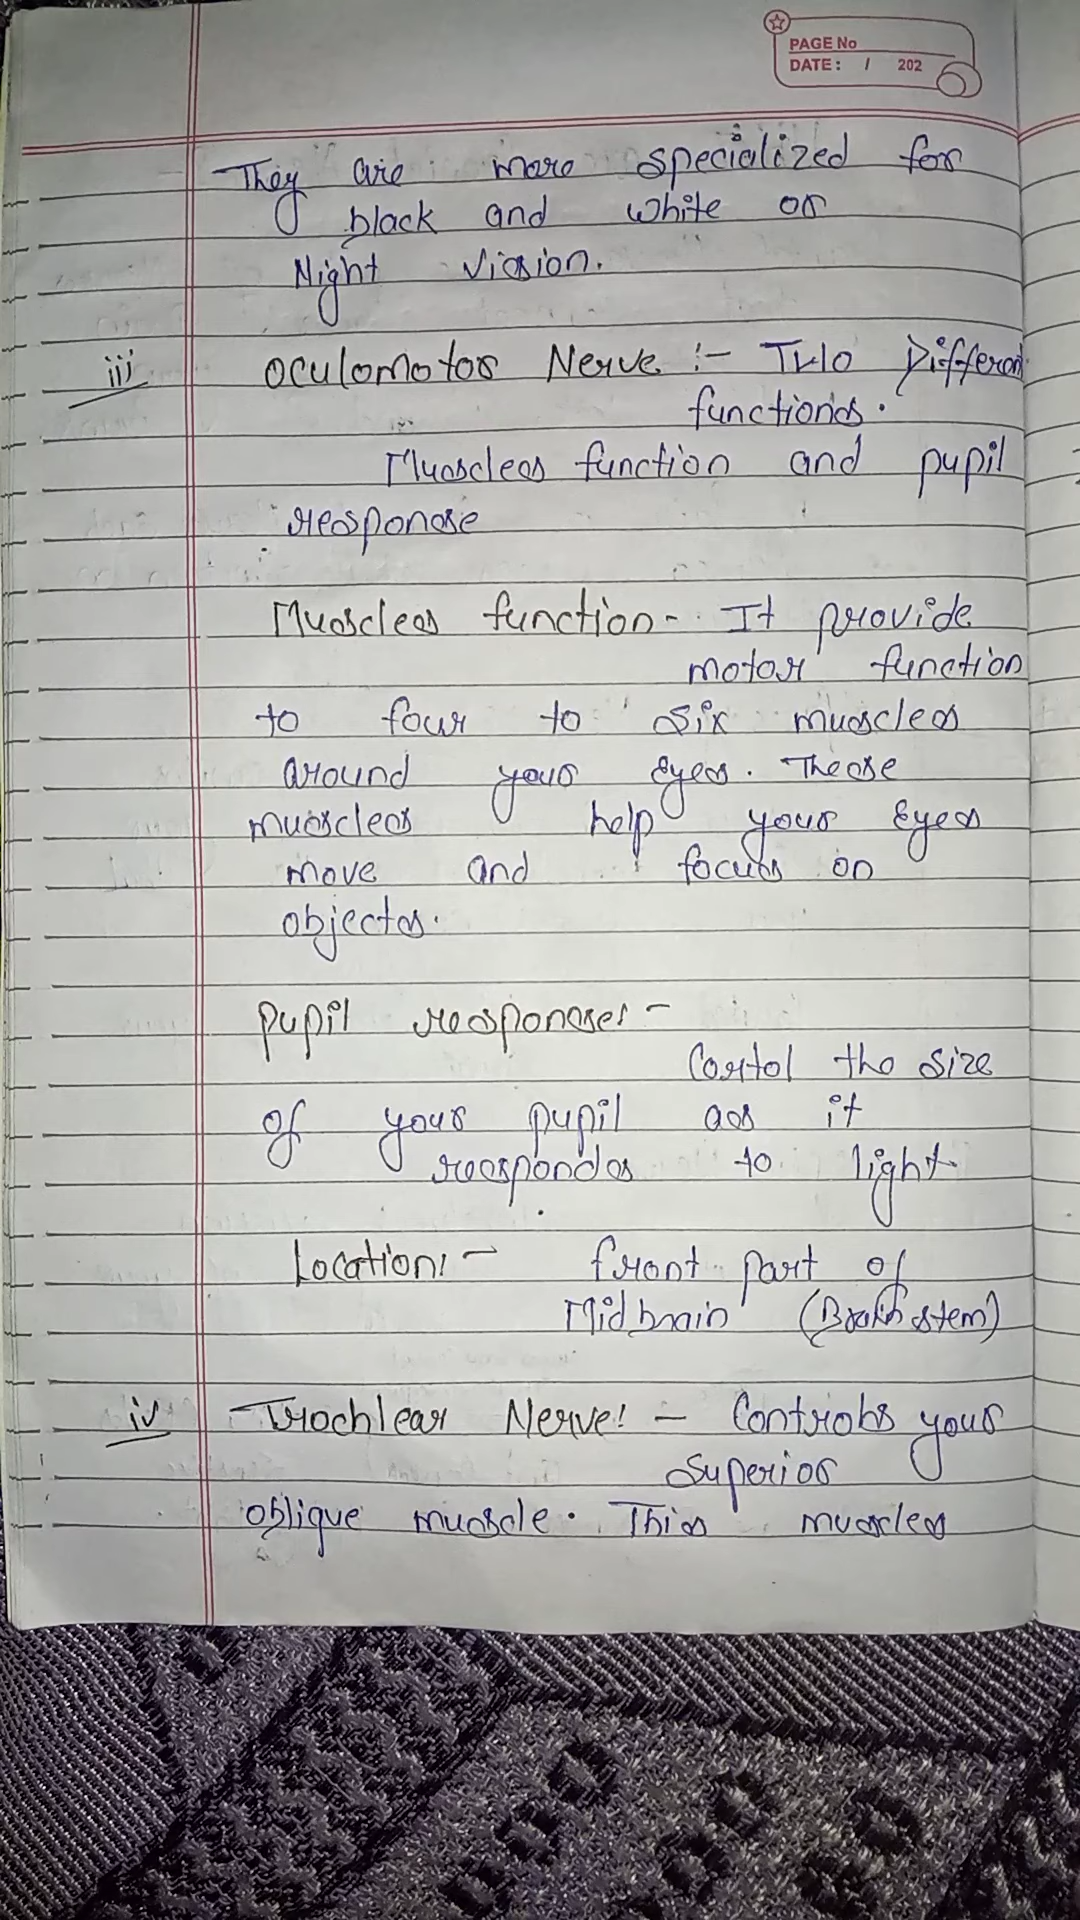 PAGE No
DATE: / 202
They are more specialized for
black and white or
Night vision.
iii) Oculomotor Nerve :- Two Different
functions.
Muscles function and pupil
response
Muscles function - It provide
motor function
to four to six muscles
around your eyes. These
muscles help your Eyes
move and focus on
objects.
Pupil response: -
Cortol the size
of your pupil as it
responds to light
Location: - front part of
Midbrain (Brain stem)
iv Trochlear Nerve: - Controls your
superior
oblique muscle. This muscles